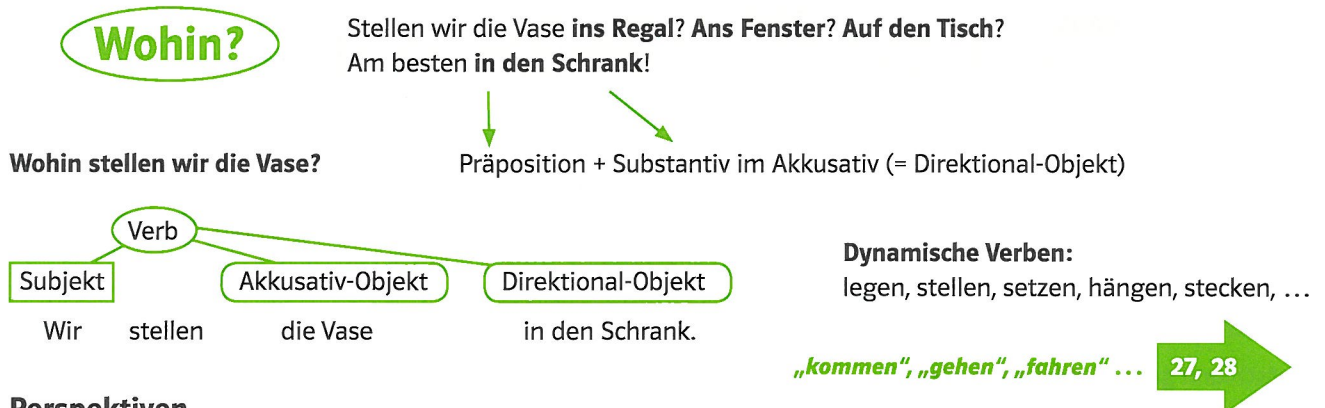 Wohin?
Stellen wir die Vase ins Regal? Ans Fenster? Auf den Tisch?
Am besten in den Schrank!
Wohin stellen wir die Vase?
Präposition + Substantiv im Akkusativ (= Direktional-Objekt)
Verb
Subjekt Akkusativ-Objekt Direktional-Objekt
Wir stellen die Vase in den Schrank.
Dynamische Verben:
legen, stellen, setzen, hängen, stecken, …
„kommen“, „gehen“, „fahren“ … 27, 28
Perspektiven